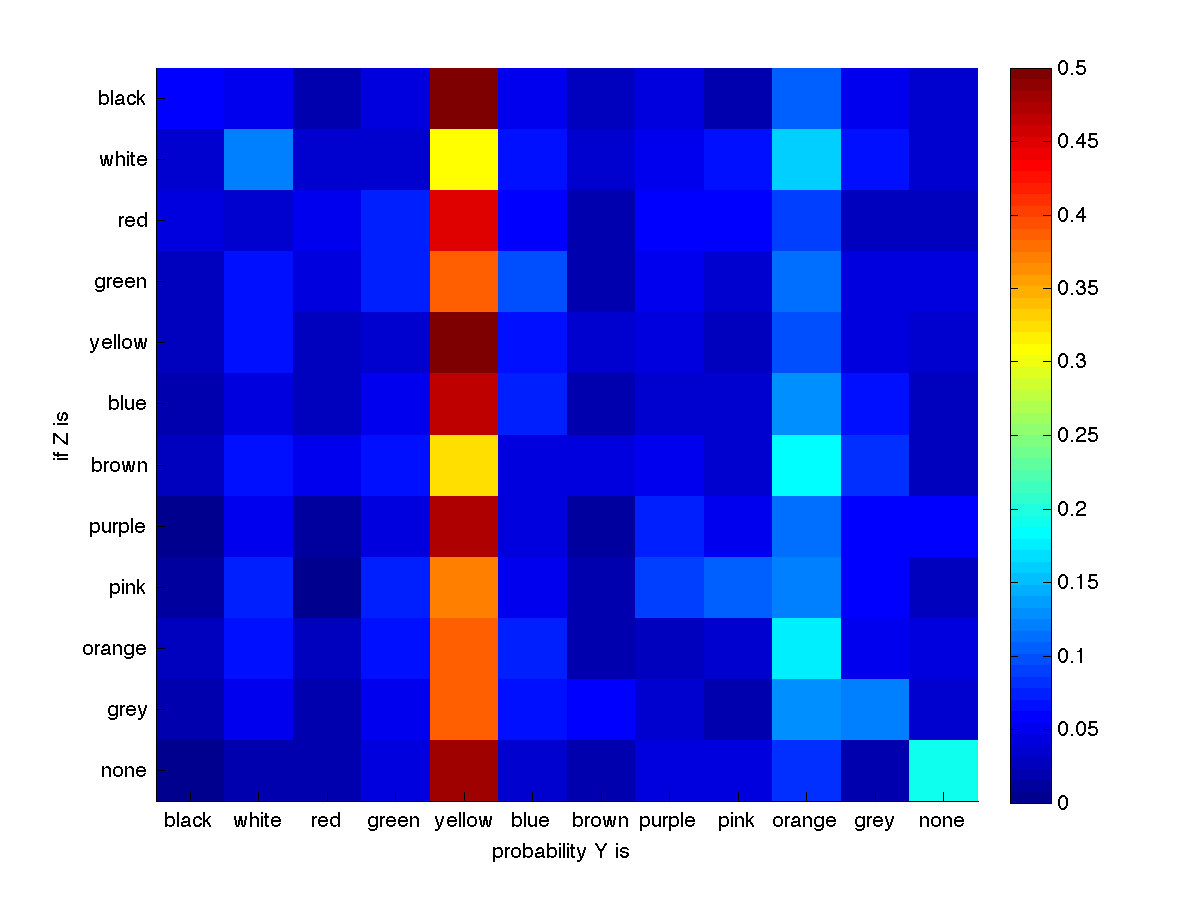 black
white
red
green
yellow
blue
brown
purple
pink
orange
grey
none
if Z is
black white red green yellow blue brown purple pink orange grey none
probability Y is
0.5
0.45
0.4
0.35
0.3
0.25
0.2
0.15
0.1
0.05
0